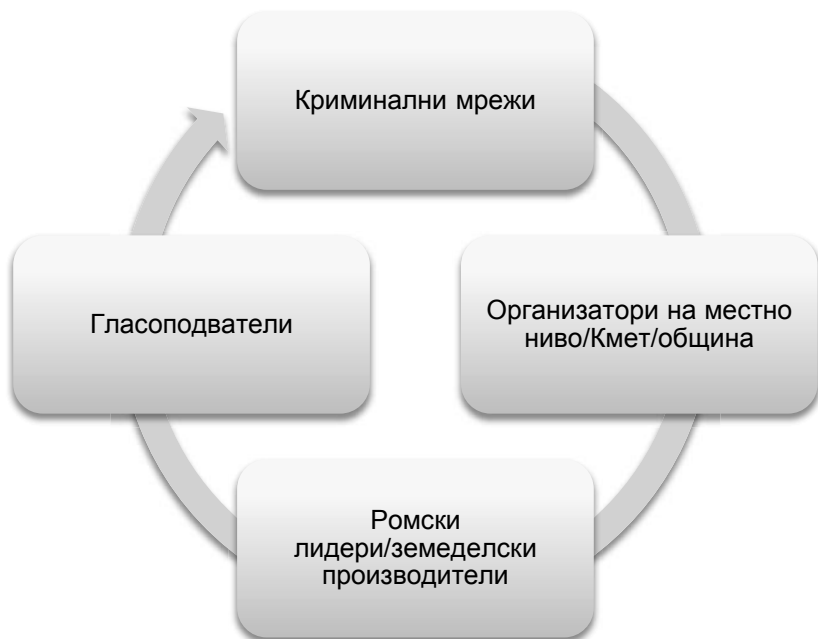 Криминални мрежи
Гласоподватели
Организатори на местно
ниво/Кмет/община
Ромски
лидери/земеделски
производители